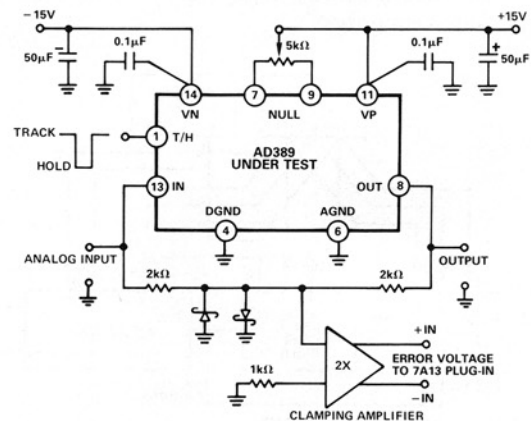 −15V
+15V
50μF
−
0.1μF
5kΩ
0.1μF
+
50μF
14
7
9
11
VN
NULL
VP
TRACK
HOLD
1
T/H
AD389
UNDER TEST
13
IN
OUT
8
DGND
AGND
4
6
ANALOG INPUT
OUTPUT
2kΩ
2kΩ
+IN
2X
ERROR VOLTAGE
TO 7A13 PLUG-IN
1kΩ
−IN
CLAMPING AMPLIFIER